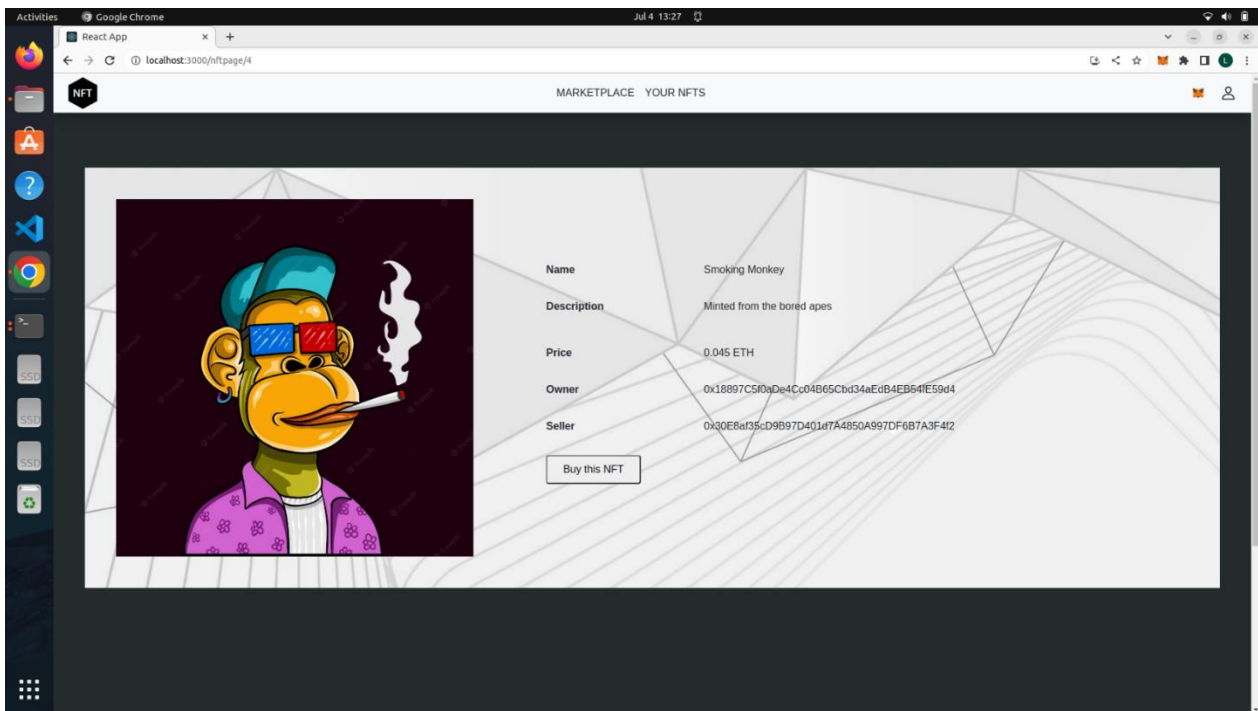 Activities Google Chrome Jul 4 13:27
React App
localhost:3000/nftpage/4
L
NFT MARKETPLACE YOUR NFTS
Name Smoking Monkey
Description Minted from the bored apes
Price 0.045 ETH
Owner 0x18897C5f0aDe4Cc04B65Cbd34aEdB4EB54fE59d4
Seller 0x30E8af35cD9B97D401d7A4850A997DF6B7A3F4f2
Buy this NFT
SSD
SSD
SSD